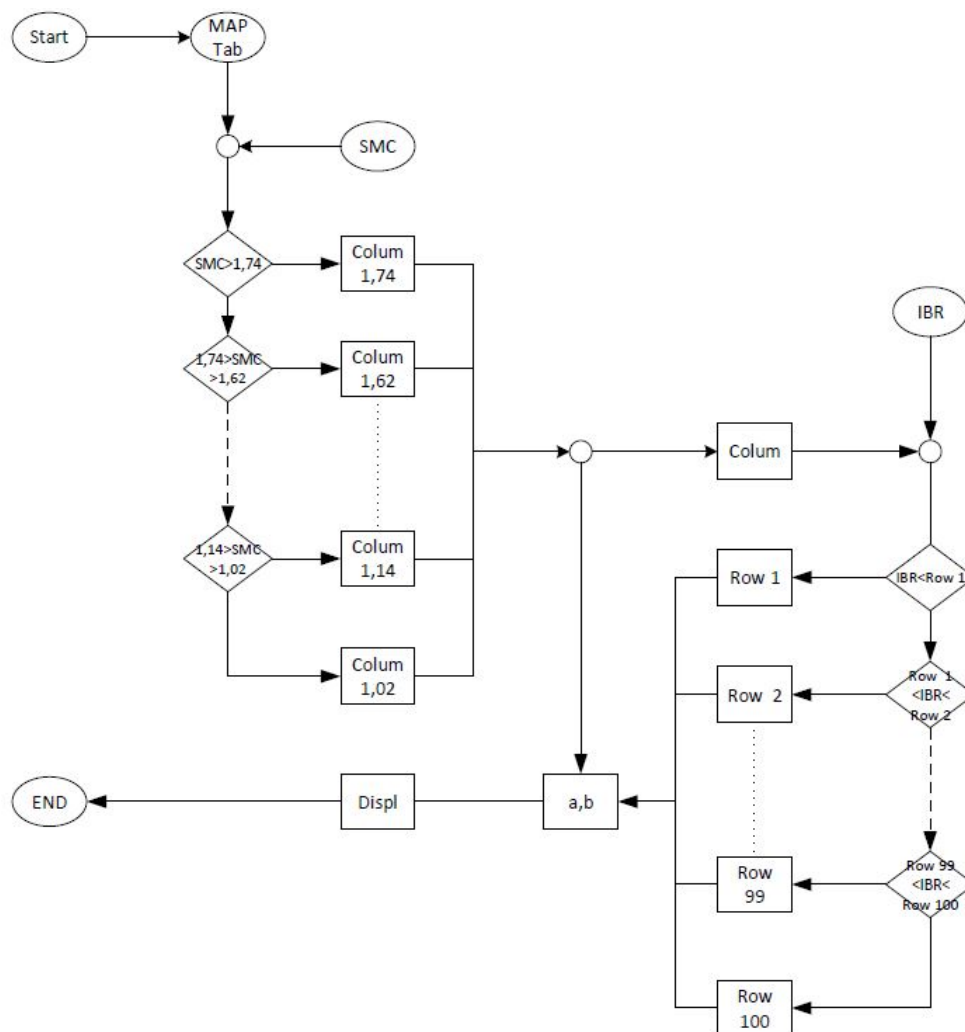 Start
MAP
Tab
SMC
SMC>1,74
Colum
1,74
IBR
1,74>SMC
>1,62
Colum
1,62
Colum
1,14>SMC
>1,02
Colum
1,14
IBR<Row 1
Row 1
Colum
1,02
Row 1
<IBR<
Row 2
Row 2
END
Displ
a,b
Row 99
<IBR<
Row 100
Row
99
Row
100